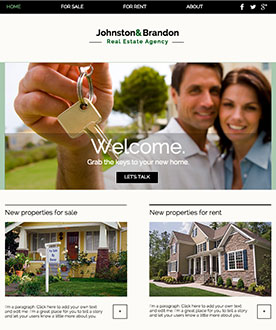 HOME FOR SALE FOR RENT ABOUT
Johnston&Brandon
Real Estate Agency
Welcome.
Grab the keys to your new home.
LET'S TALK
New properties for sale
I'm a paragraph. Click here to add your own text
and edit me. I'm a great place for you to tell a story
and let your users know a little more about you.
+
New properties for rent
I'm a paragraph. Click here to add your own text
and edit me. I'm a great place for you to tell a story
and let your users know a little more about you.
+